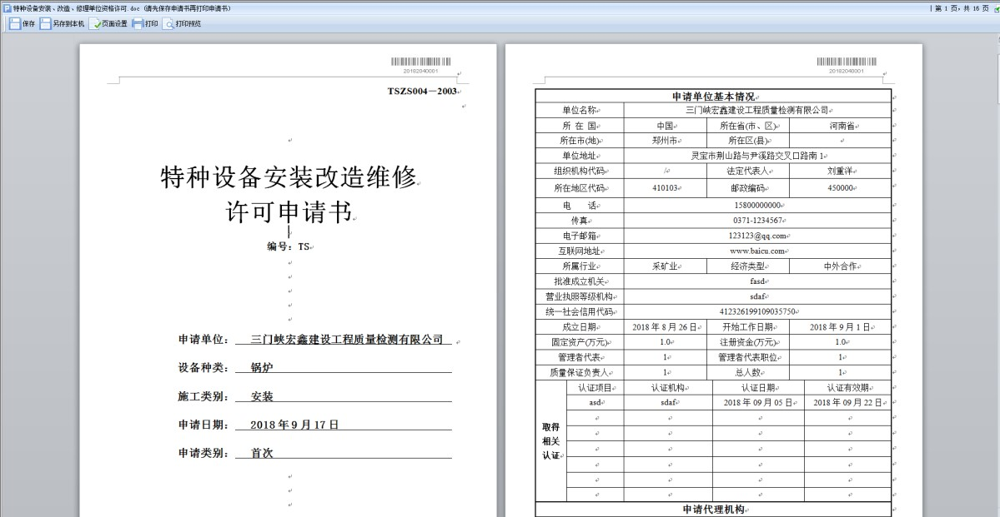 特种设备安装、改造、修理单位资格许可.doc（请先保存申请书再打印申请书）
第 1 页，共 16 页
保存 另存到本机 页面设置 打印 打印预览
20182040001
TSZS004－2003
特种设备安装改造维修
许可申请书
编号：TS
申请单位： 三门峡宏鑫建设工程质量检测有限公司
设备种类： 锅炉
施工类别： 安装
申请日期： 2018 年 9 月 17 日
申请类别： 首次
20182040001
申请单位基本情况
单位名称 三门峡宏鑫建设工程质量检测有限公司
所 在 国 中国 所在省(市、区) 河南省
所在市(地) 郑州市 所在区(县)
单位地址 灵宝市荆山路与尹溪路交叉口路南 1
组织机构代码 / 法定代表人 刘重洋
所在地区代码 410103 邮政编码 450000
电 话 15800000000
传真 0371-1234567
电子邮箱 123123@qq.com
互联网地址 www.baicu.com
所属行业 采矿业 经济类型 中外合作
批准成立机关 fasd
营业执照等级机构 sdaf
统一社会信用代码 412326199109035750
成立日期 2018 年 8 月 26 日 开始工作日期 2018 年 9 月 1 日
固定资产(万元) 1.0 注册资金(万元) 1.0
管理者代表 1 管理者代表职位 1
质量保证负责人 1 总人数 1
取得相关认证 认证项目 认证机构 认证日期 认证有效期
asd sdaf 2018 年 09 月 05 日 2018 年 09 月 22 日
申请代理机构